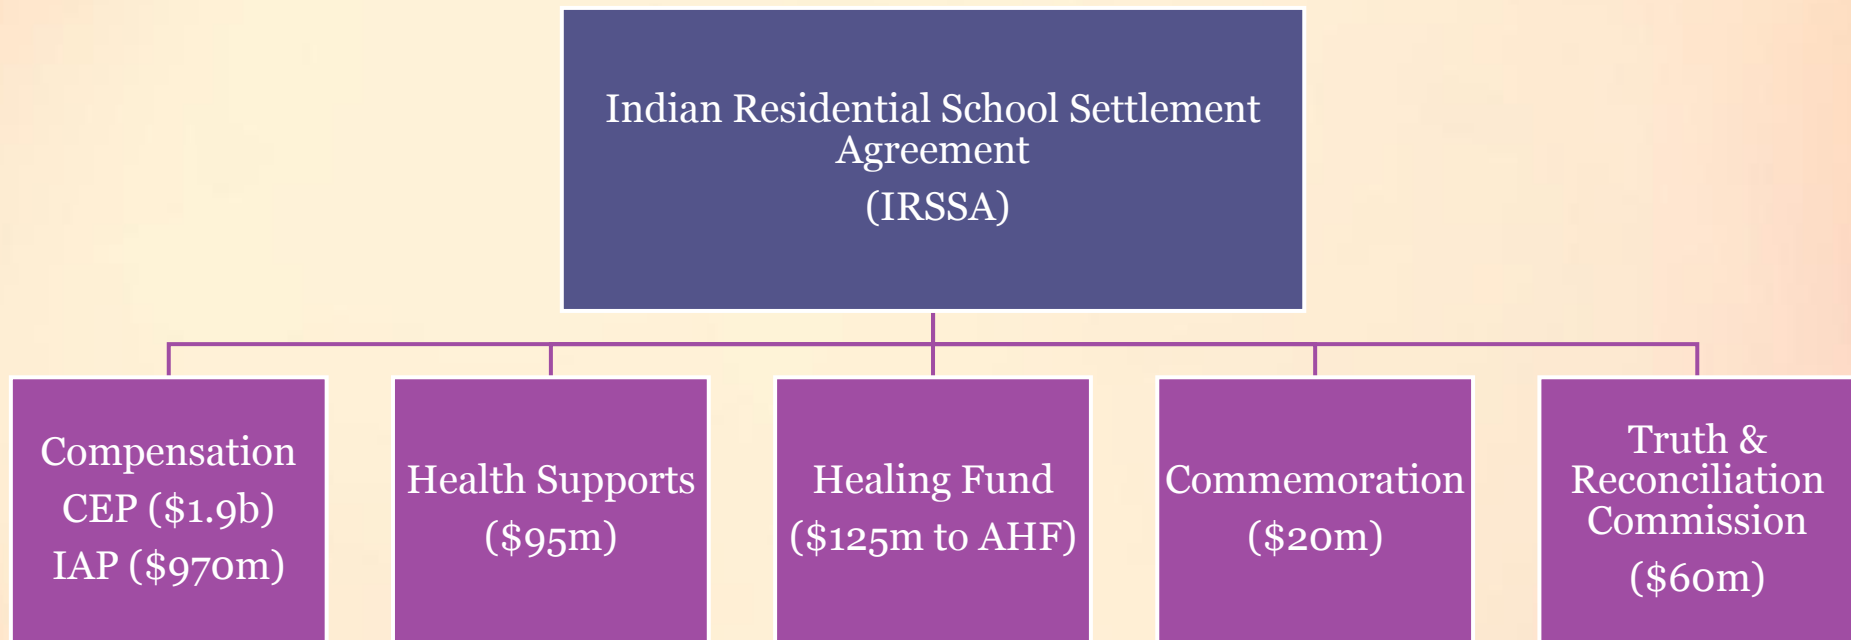 Indian Residential School Settlement
Agreement
(IRSSA)
Compensation
CEP ($1.9b)
IAP ($970m)
Health Supports
($95m)
Healing Fund
($125m to AHF)
Commemoration
($20m)
Truth &
Reconciliation
Commission
($60m)